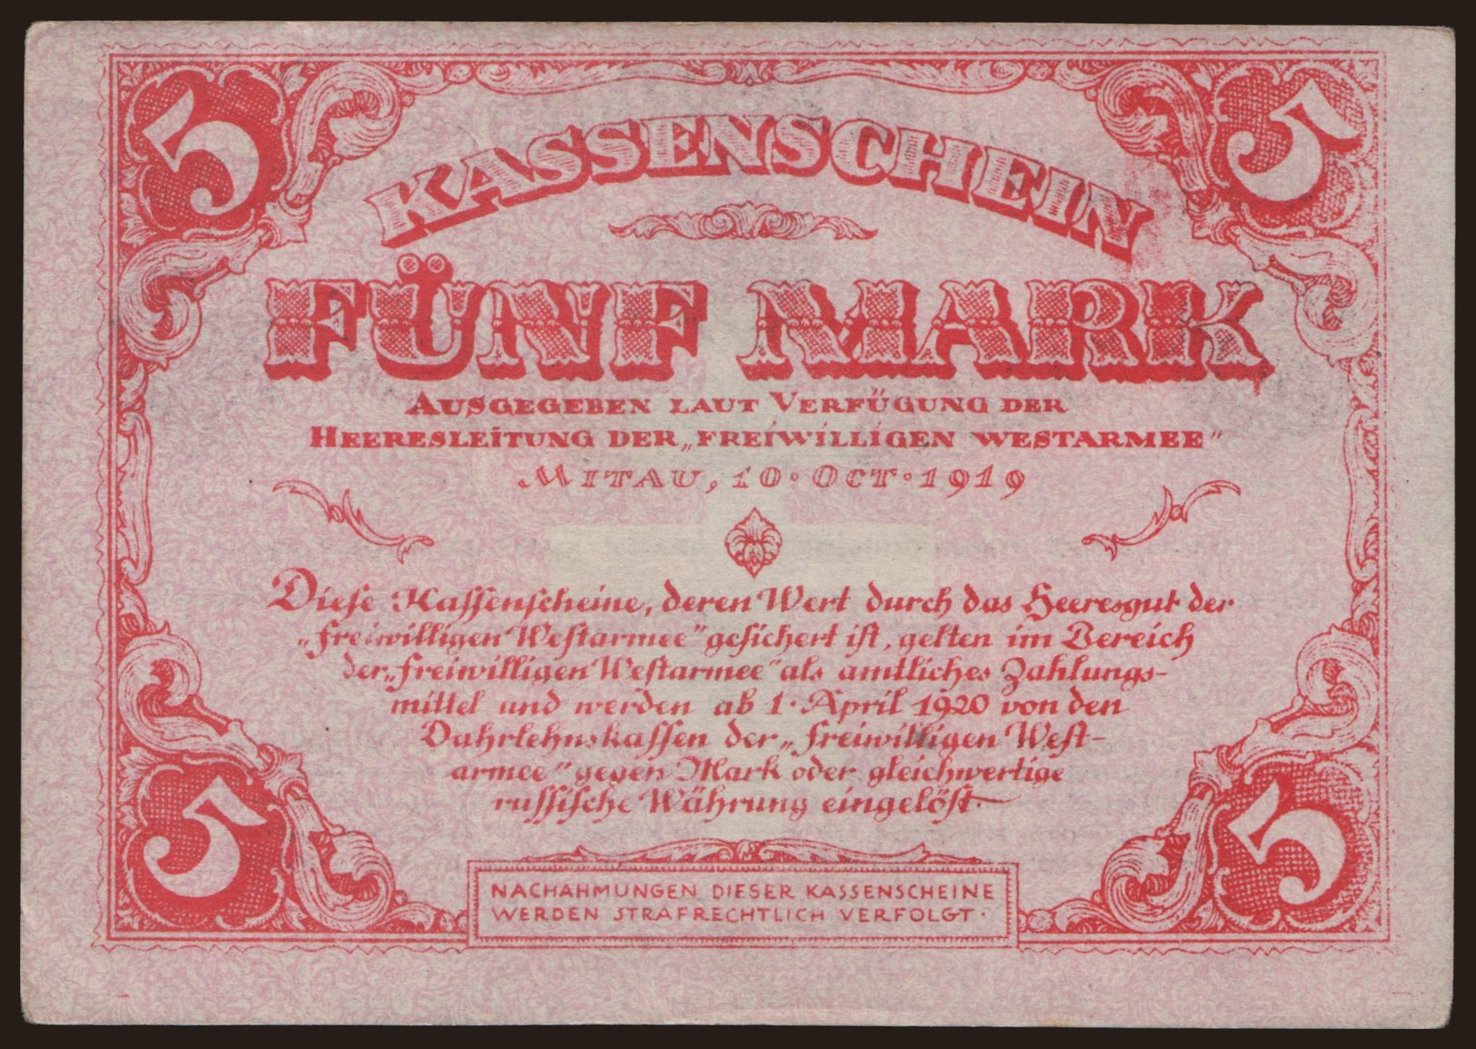 5 5
KASSENSCHEIN
FÜNF MARK
AUSGEGEBEN LAUT VERFÜGUNG DER
HEERESLEITUNG DER „FREIWILLIGEN WESTARMEE"
MITAU, 10·OCT·1919
Diese Kassenscheine, deren Wert durch das Heeresgut der
„Freiwilligen Westarmee" gesichert ist, gelten im Bereich
der „Freiwilligen Westarmee" als amtliches Zahlungs-
mittel und werden ab 1·April 1920 von den
Dahrlehnskassen der „Freiwilligen West-
armee" gegen Mark oder gleichwertige
russische Währung eingelöst.
5 5
NACHAHMUNGEN DIESER KASSENSCHEINE
WERDEN STRAFRECHTLICH VERFOLGT·